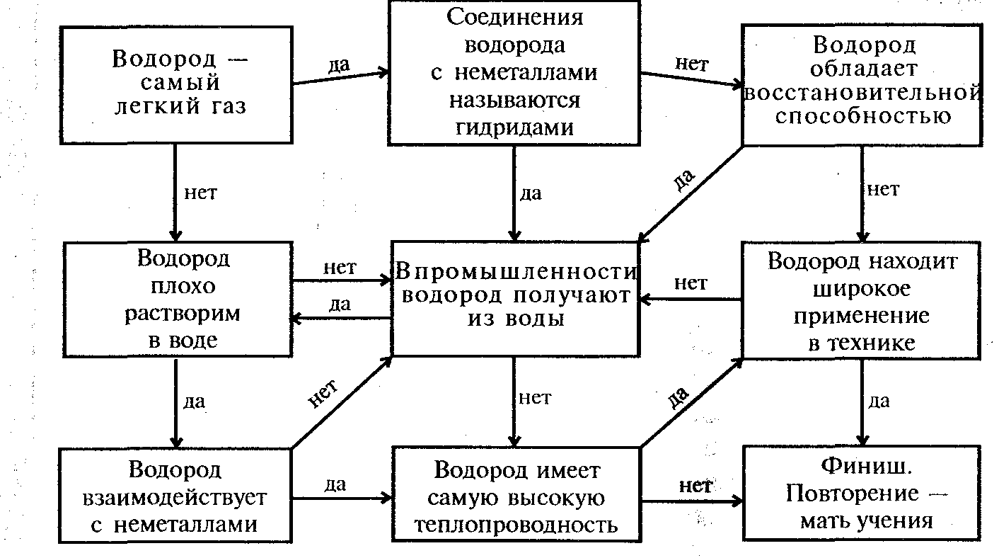 Водород —
самый
легкий газ
да
Соединения
водорода
с неметаллами
называются
гидридами
нет
Водород
обладает
восстановительной
способностью
нет
да
да
нет
Водород
плохо
растворим
в воде
нет
да
В промышленности
водород получают
из воды
нет
Водород находит
широкое
применение
в технике
да
нет
нет
да
да
Водород
взаимодействует
с неметаллами
да
Водород имеет
самую высокую
теплопроводность
нет
Финиш.
Повторение —
мать учения